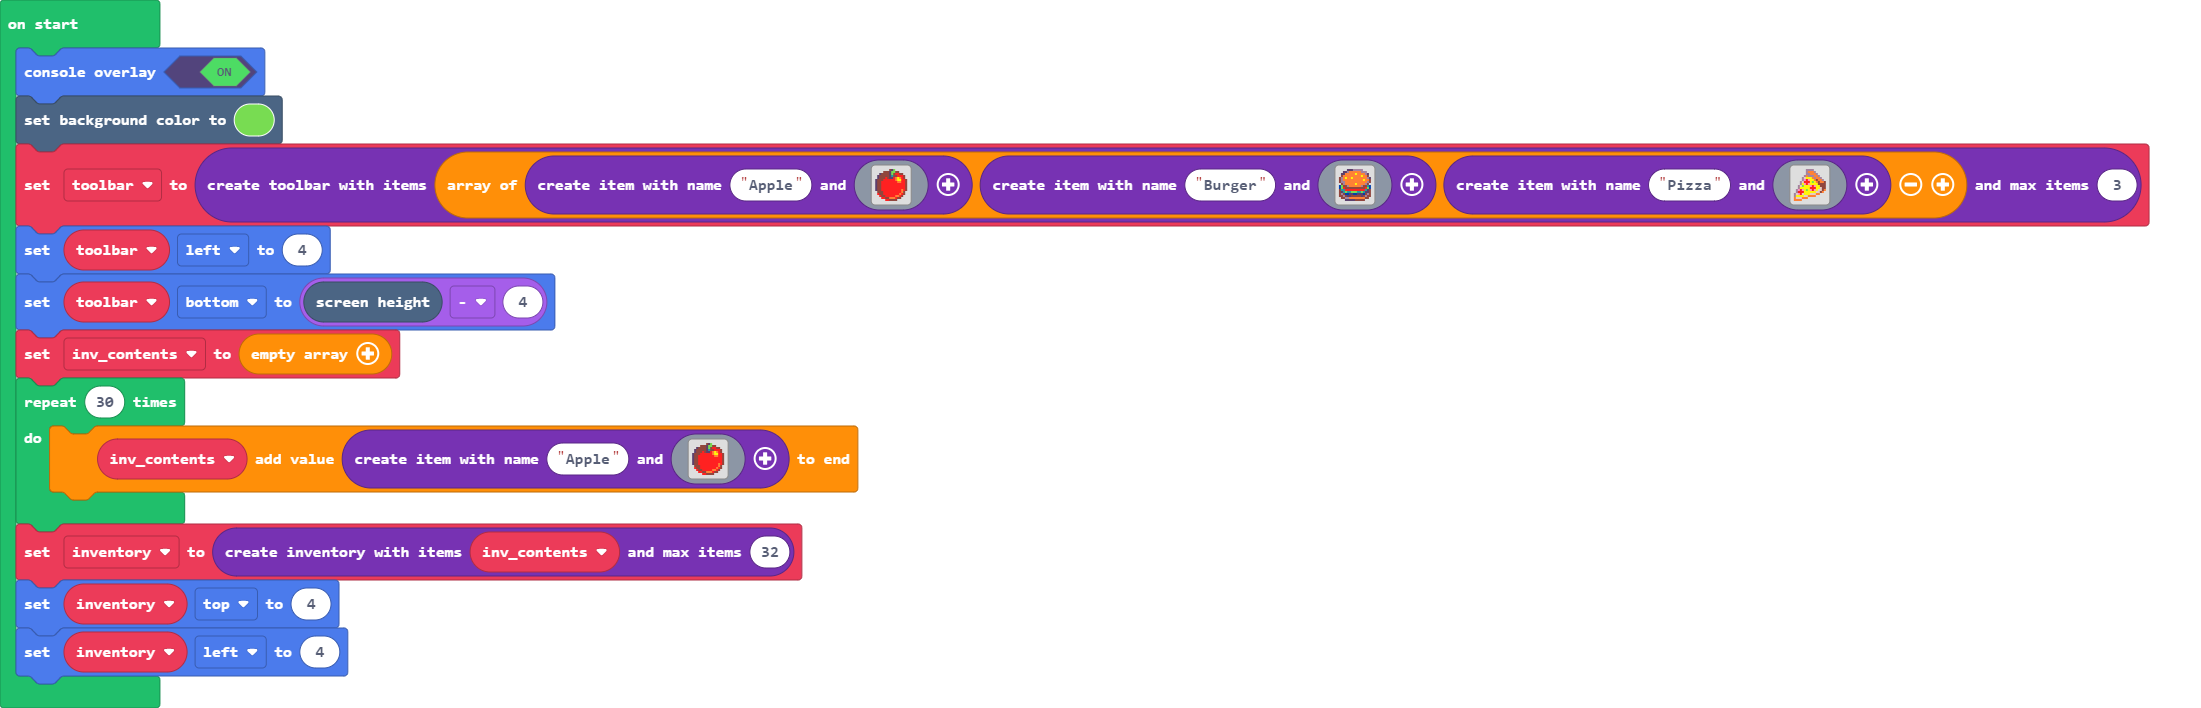 on start
console overlay ON
set background color to
set toolbar to create toolbar with items array of create item with name "Apple" and create item with name "Burger" and create item with name "Pizza" and and max items 3
set toolbar left to 4
set toolbar bottom to screen height - 4
set inv_contents to empty array
repeat 30 times
do
inv_contents add value create item with name "Apple" and to end
set inventory to create inventory with items inv_contents and max items 32
set inventory top to 4
set inventory left to 4